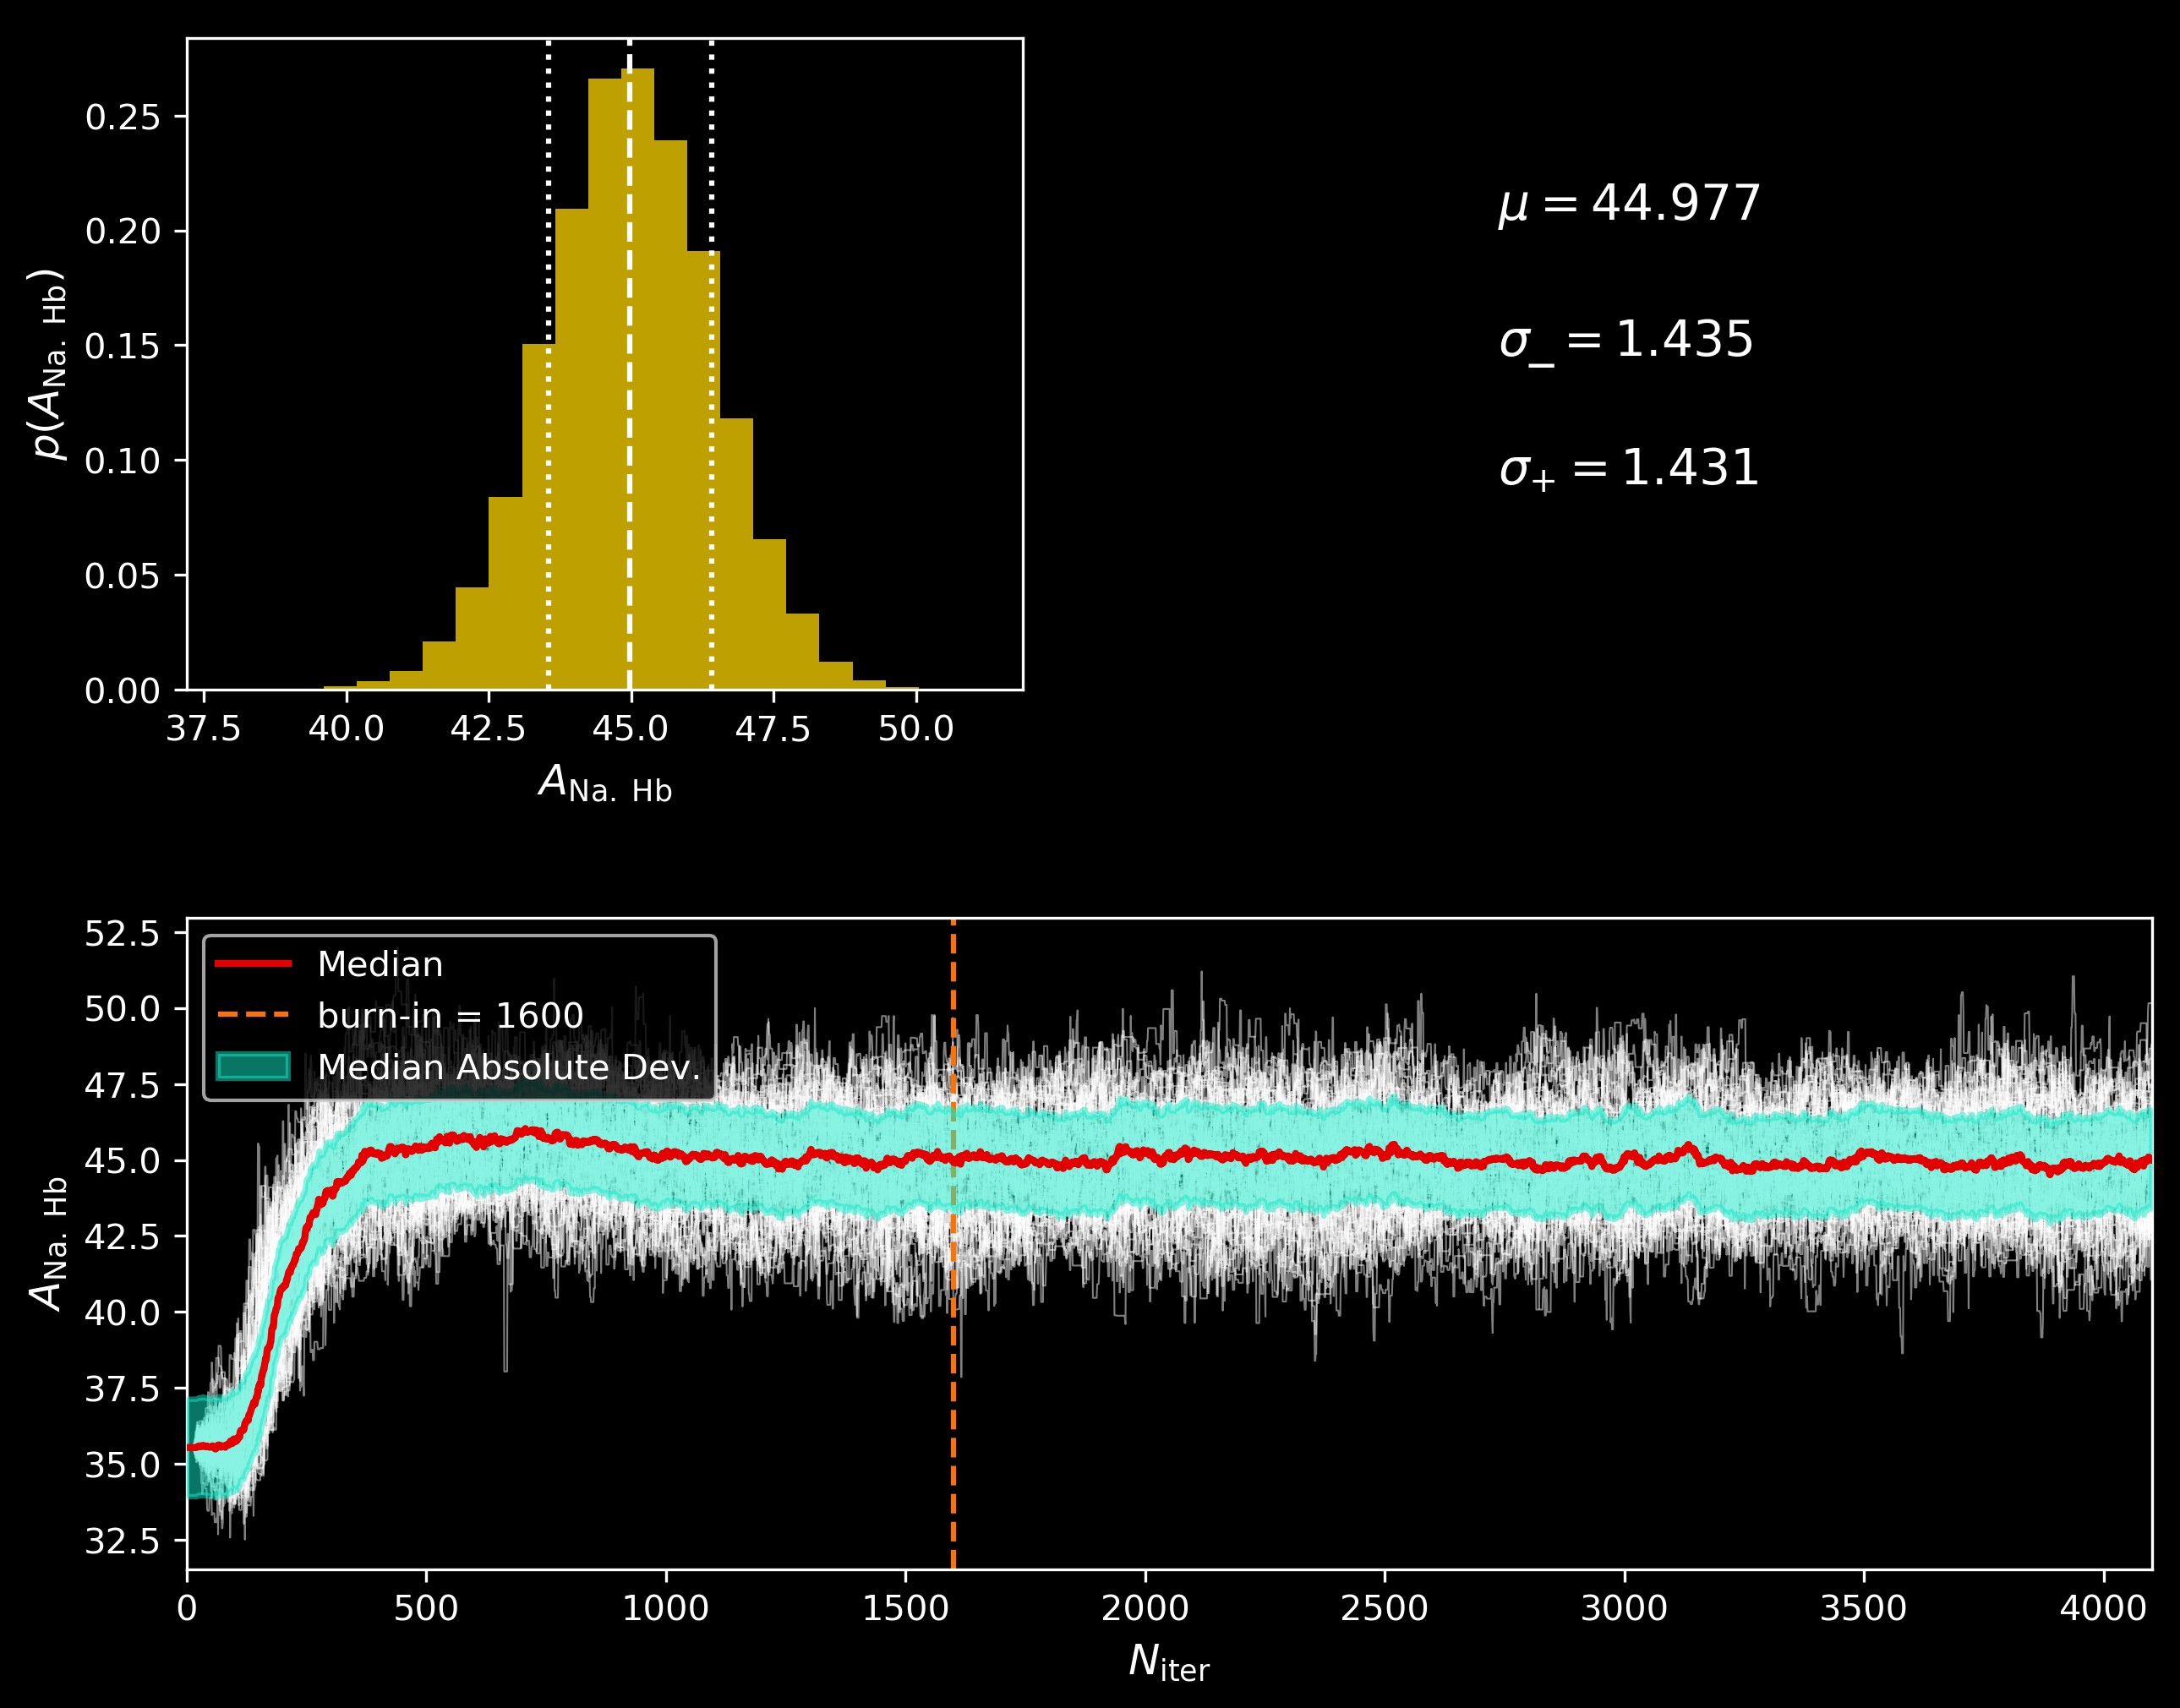 0.25
0.20
0.15
0.10
0.05
0.00
p(A_Na. Hb)
37.5 40.0 42.5 45.0 47.5 50.0
A_Na. Hb
μ = 44.977
σ_− = 1.435
σ_+ = 1.431
52.5
50.0
47.5
45.0
42.5
40.0
37.5
35.0
32.5
A_Na. Hb
Median
burn-in = 1600
Median Absolute Dev.
0 500 1000 1500 2000 2500 3000 3500 4000
N_iter